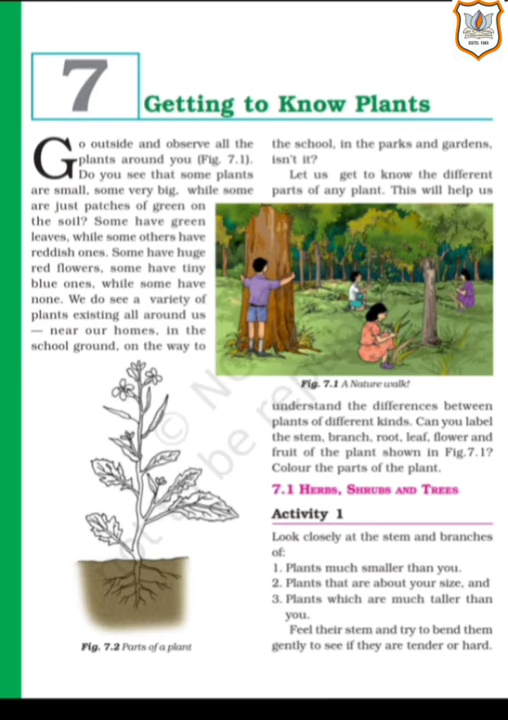 7
Getting to Know Plants
Go outside and observe all the
plants around you (Fig. 7.1).
Do you see that some plants
are small, some very big, while some
are just patches of green on
the soil? Some have green
leaves, while some others have
reddish ones. Some have huge
red flowers, some have tiny
blue ones, while some have
none. We do see a variety of
plants existing all around us
— near our homes, in the
school ground, on the way to
the school, in the parks and gardens,
isn't it?
Let us get to know the different
parts of any plant. This will help us
Fig. 7.1 A Nature walk!
understand the differences between
plants of different kinds. Can you label
the stem, branch, root, leaf, flower and
fruit of the plant shown in Fig.7.1?
Colour the parts of the plant.
7.1 HERBS, SHRUBS AND TREES
Activity 1
Look closely at the stem and branches
of:
1. Plants much smaller than you.
2. Plants that are about your size, and
3. Plants which are much taller than
you.
Feel their stem and try to bend them
gently to see if they are tender or hard.
Fig. 7.2 Parts of a plant